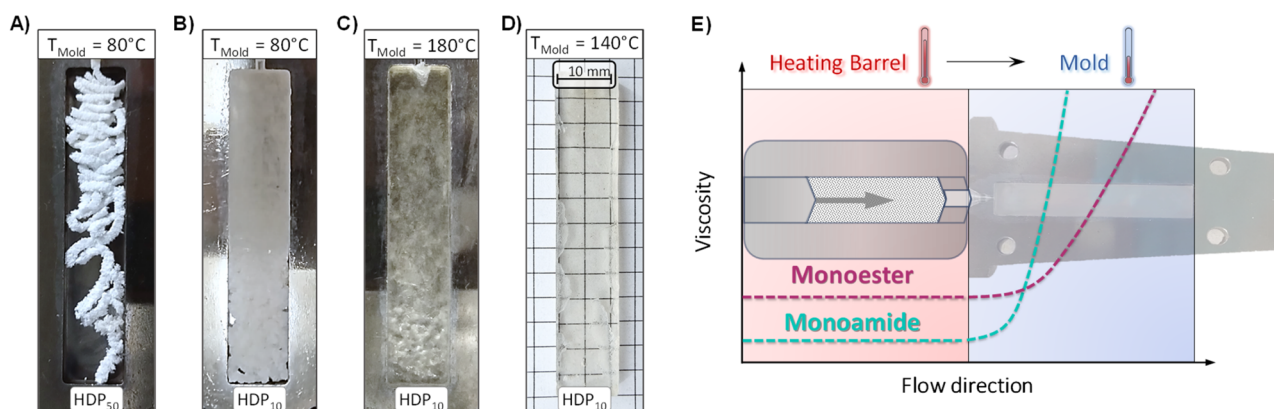 A)
T_Mold = 80°C
HDP_50
B)
T_Mold = 80°C
HDP_10
C)
T_Mold = 180°C
HDP_10
D)
T_Mold = 140°C
10 mm
HDP_10
E)
Heating Barrel
Mold
Viscosity
Monoester
Monoamide
Flow direction